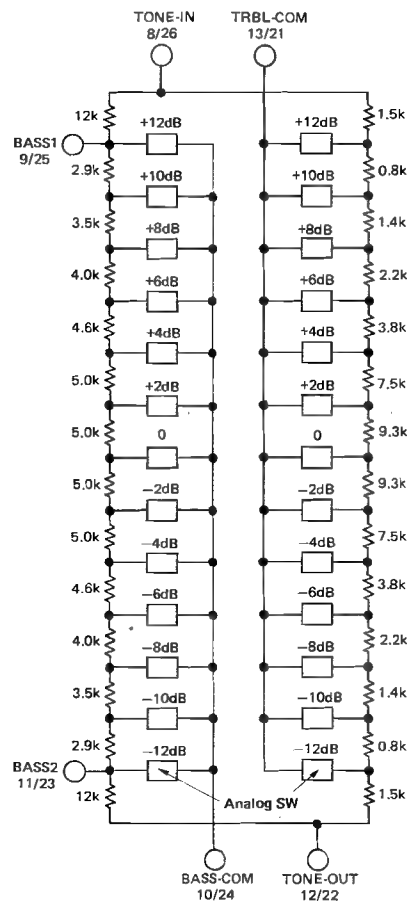 TONE-IN
8/26
TRBL-COM
13/21
12k
1.5k
BASS1
9/25
+12dB
+12dB
2.9k
0.8k
+10dB
+10dB
3.5k
1.4k
+8dB
+8dB
4.0k
2.2k
+6dB
+6dB
4.6k
3.8k
+4dB
+4dB
5.0k
7.5k
+2dB
+2dB
5.0k
9.3k
0
0
5.0k
9.3k
−2dB
−2dB
5.0k
7.5k
−4dB
−4dB
4.6k
3.8k
−6dB
−6dB
4.0k
2.2k
−8dB
−8dB
3.5k
1.4k
−10dB
−10dB
2.9k
0.8k
−12dB
−12dB
BASS2
11/23
12k
1.5k
Analog SW
BASS-COM
10/24
TONE-OUT
12/22